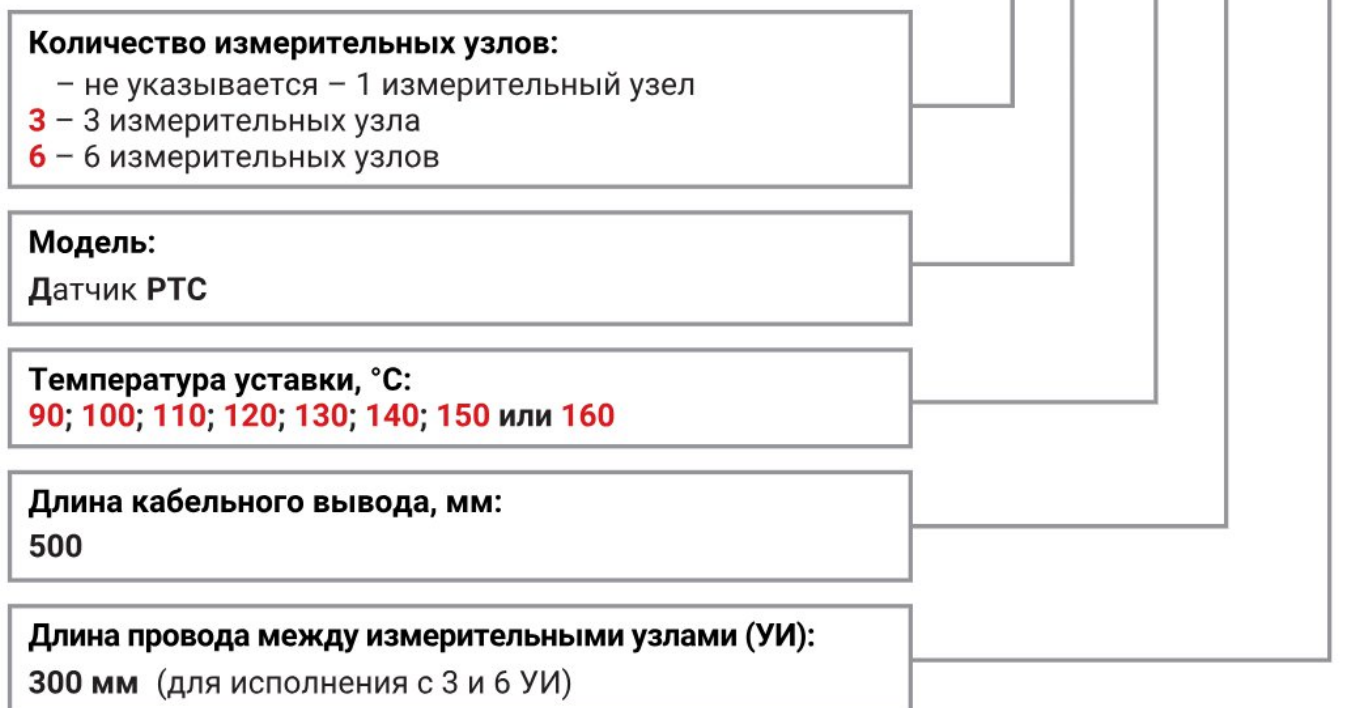 Количество измерительных узлов:
– не указывается – 1 измерительный узел
3 – 3 измерительных узла
6 – 6 измерительных узлов
Модель:
Датчик РТС
Температура уставки, °С:
90; 100; 110; 120; 130; 140; 150 или 160
Длина кабельного вывода, мм:
500
Длина провода между измерительными узлами (УИ):
300 мм (для исполнения с 3 и 6 УИ)